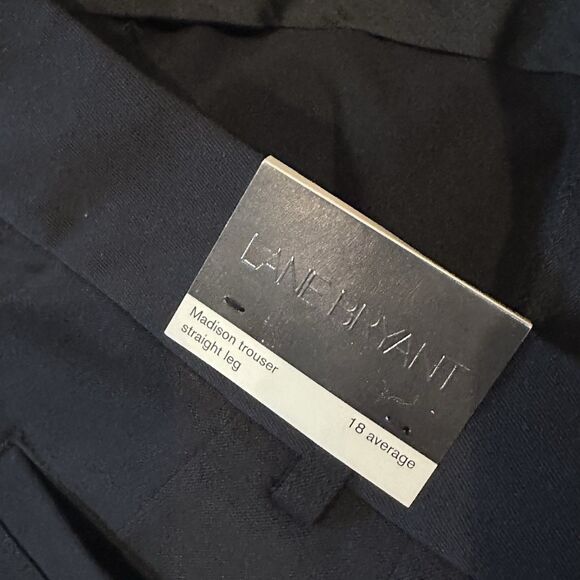 LANE BRYANT
Madison trouser
straight leg
18 average